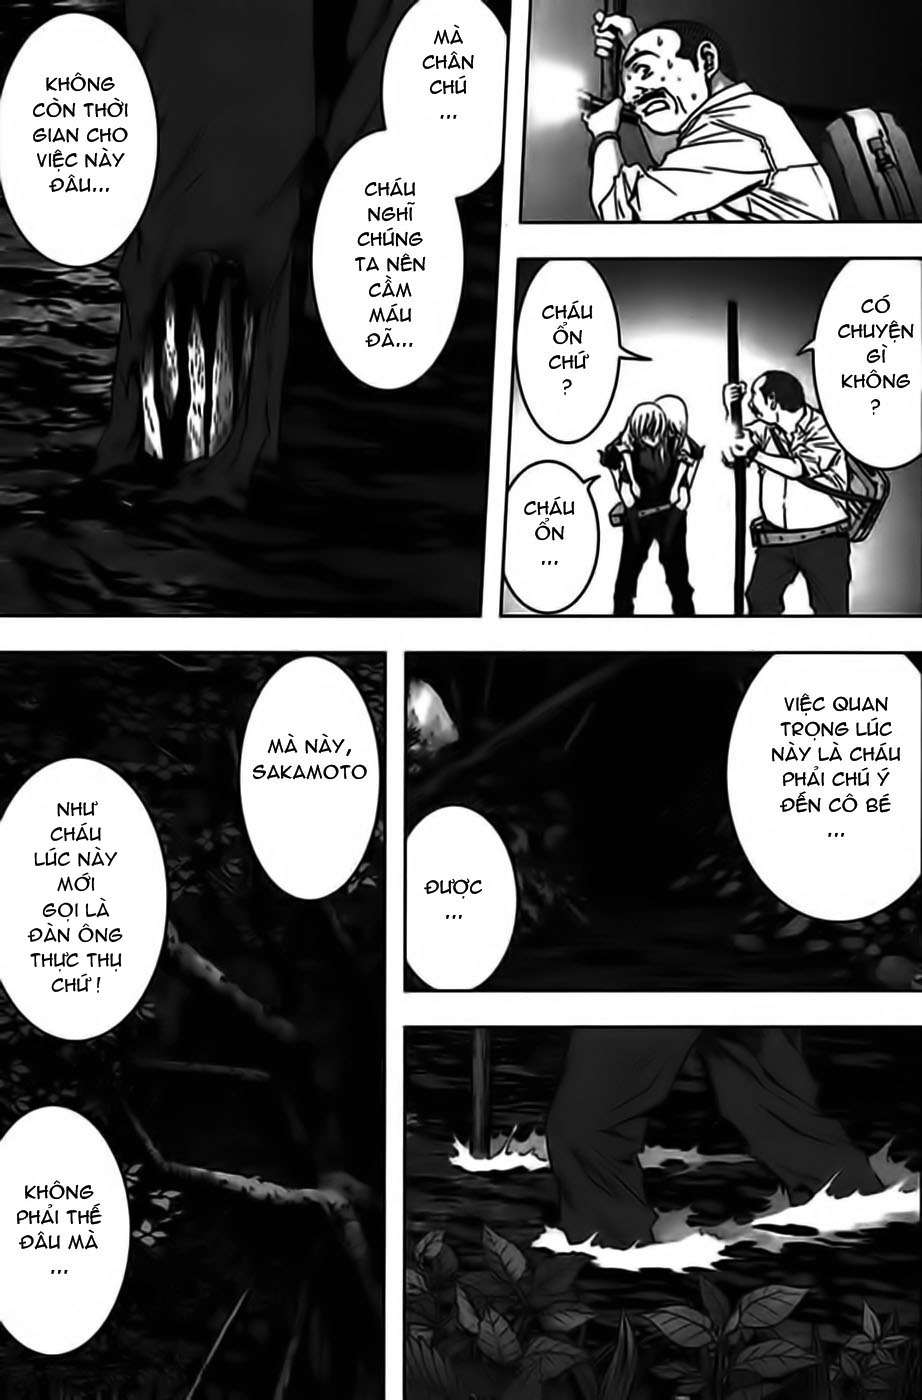 CÓ
CHUYỆN
GÌ
KHÔNG
?
CHÁU
ỔN
CHỨ
?
CHÁU
ỔN
...
MÀ
CHÂN
CHÚ
...
CHÁU
NGHĨ
CHÚNG
TA NÊN
CẦM
MÁU
ĐÃ...
KHÔNG
CÒN THỜI
GIAN CHO
VIỆC NÀY
ĐÂU...
VIỆC QUAN
TRỌNG LÚC
NÀY LÀ CHÁU
PHẢI CHÚ Ý
ĐẾN CÔ BÉ
...
ĐƯỢC
...
MÀ NÀY,
SAKAMOTO
NHƯ
CHÁU
LÚC NÀY
MỚI
GỌI LÀ
ĐÀN ÔNG
THỰC THỤ
CHỨ!
KHÔNG
PHẢI THẾ
ĐÂU MÀ
...